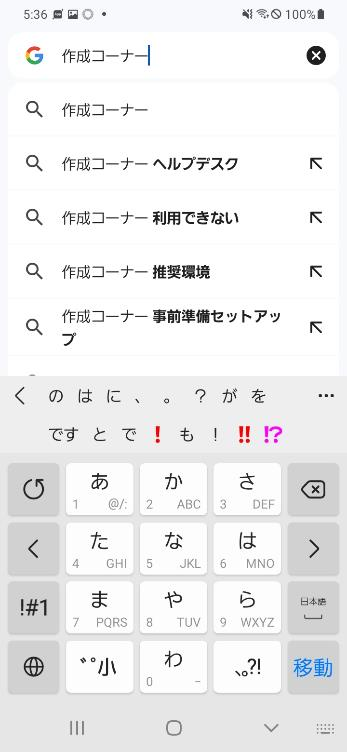 5:36 100%
作成コーナー
作成コーナー
作成コーナー ヘルプデスク
作成コーナー 利用できない
作成コーナー 推奨環境
作成コーナー 事前準備セットアッ
プ
の は に 、 。 ? が を
です と で ❗ も ! ‼ ⁉
あ 1 @/: か 2 ABC さ 3 DEF
た 4 GHI な 5 JKL は 6 MNO
!#1 ま 7 PQRS や 8 TUV ら 9 WXYZ 日本語
゛゜小 わ 0 ー 、。?! 移動